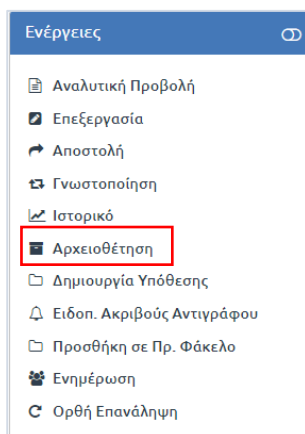 Ενέργειες
Αναλυτική Προβολή
Επεξεργασία
Αποστολή
Γνωστοποίηση
Ιστορικό
Αρχειοθέτηση
Δημιουργία Υπόθεσης
Ειδοπ. Ακριβούς Αντιγράφου
Προσθήκη σε Πρ. Φάκελο
Ενημέρωση
Ορθή Επανάληψη